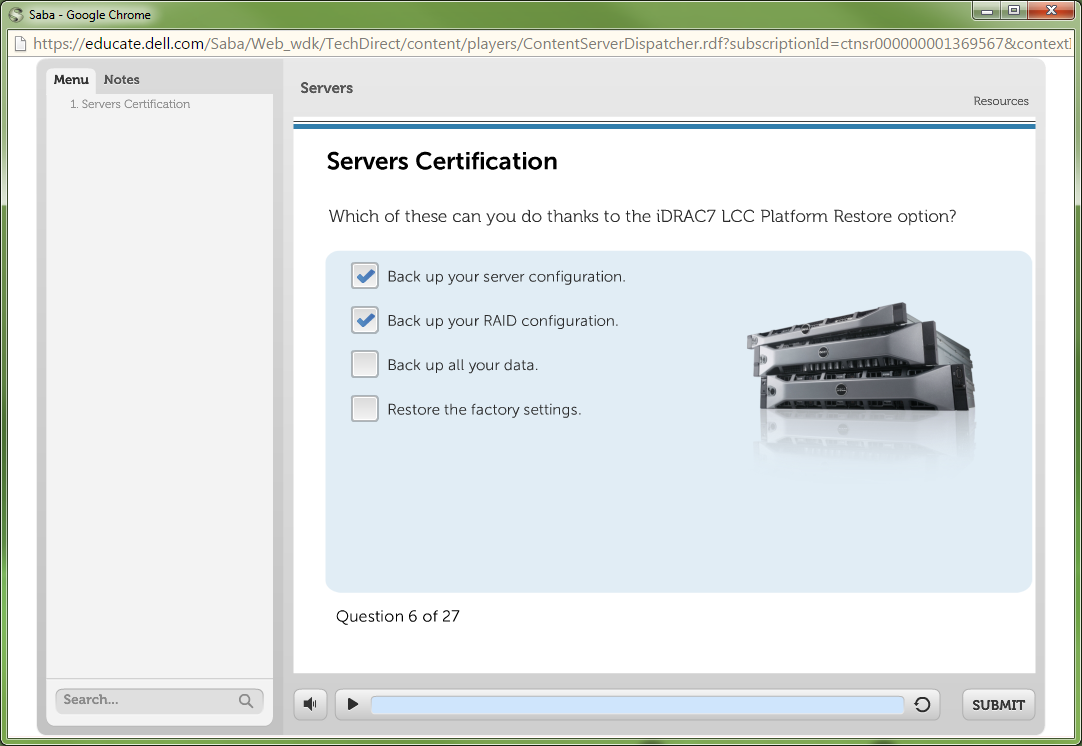 Saba - Google Chrome
https://educate.dell.com/Saba/Web_wdk/TechDirect/content/players/ContentServerDispatcher.rdf?subscriptionId=ctnsr000000001369567&context
Menu
Notes
1. Servers Certification
Servers
Resources
Servers Certification
Which of these can you do thanks to the iDRAC7 LCC Platform Restore option?
Back up your server configuration.
Back up your RAID configuration.
Back up all your data.
Restore the factory settings.
Question 6 of 27
Search...
SUBMIT